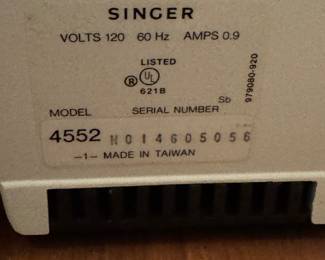 SINGER
VOLTS 120 60 Hz AMPS 0.9
LISTED
® UL
621B
Sb
979080-920
MODEL SERIAL NUMBER
4552 N014605056
-1- MADE IN TAIWAN